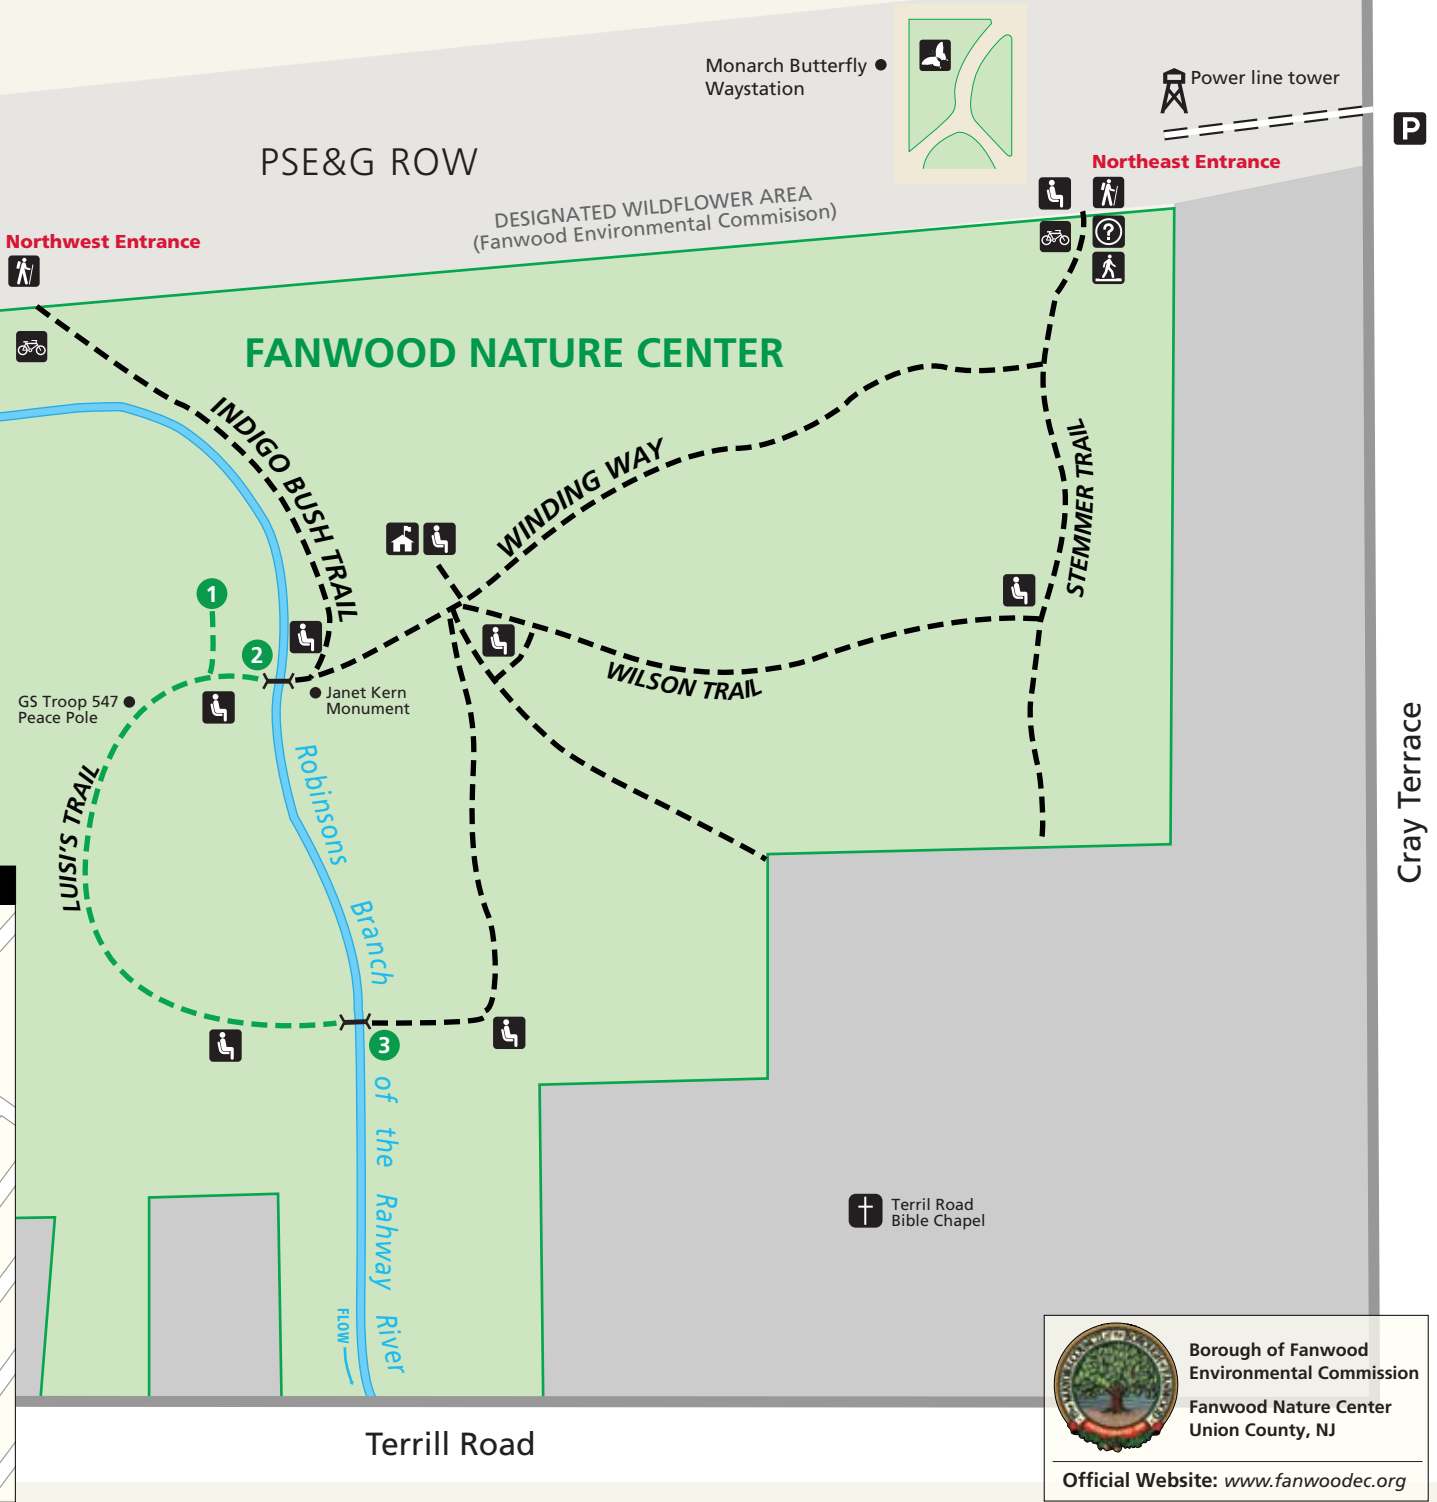 Monarch Butterfly
Waystation
Power line tower
P
PSE&G ROW
Northeast Entrance
DESIGNATED WILDFLOWER AREA
(Fanwood Environmental Commisison)
Northwest Entrance
?
FANWOOD NATURE CENTER
INDIGO BUSH TRAIL
WINDING WAY
STEMMER TRAIL
1
2
WILSON TRAIL
GS Troop 547
Peace Pole
Janet Kern
Monument
LUISI'S TRAIL
Robinsons Branch of the Rahway River
Cray Terrace
3
Terril Road
Bible Chapel
FLOW
Terrill Road
Borough of Fanwood
Environmental Commission
Fanwood Nature Center
Union County, NJ
Official Website: www.fanwoodec.org